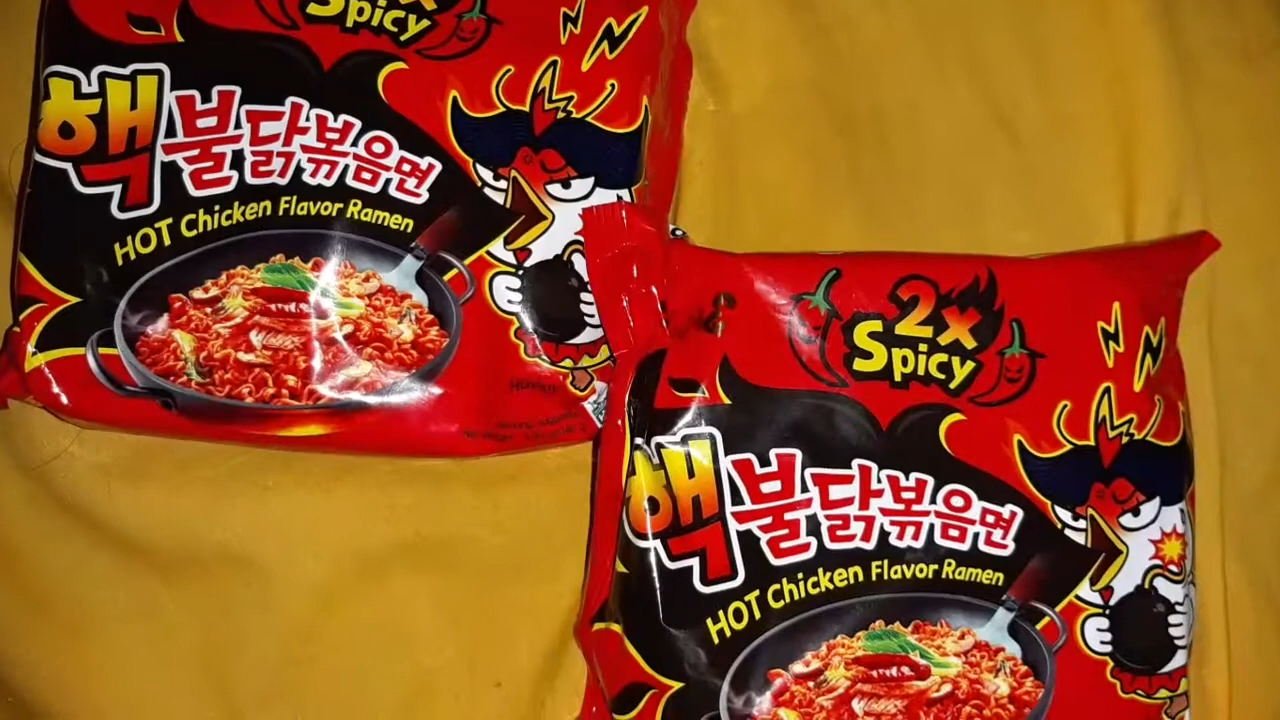 Spicy
핵불닭볶음면
HOT Chicken Flavor Ramen
2x
Spicy
핵불닭볶음면
HOT Chicken Flavor Ramen